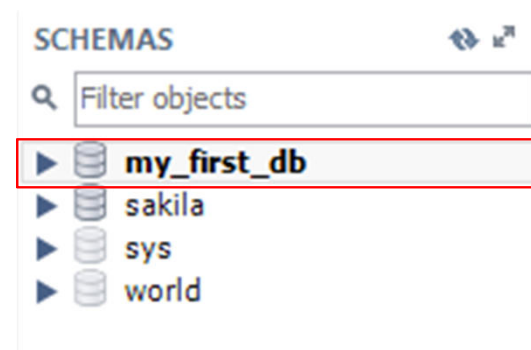 SCHEMAS
Filter objects
my_first_db
sakila
sys
world